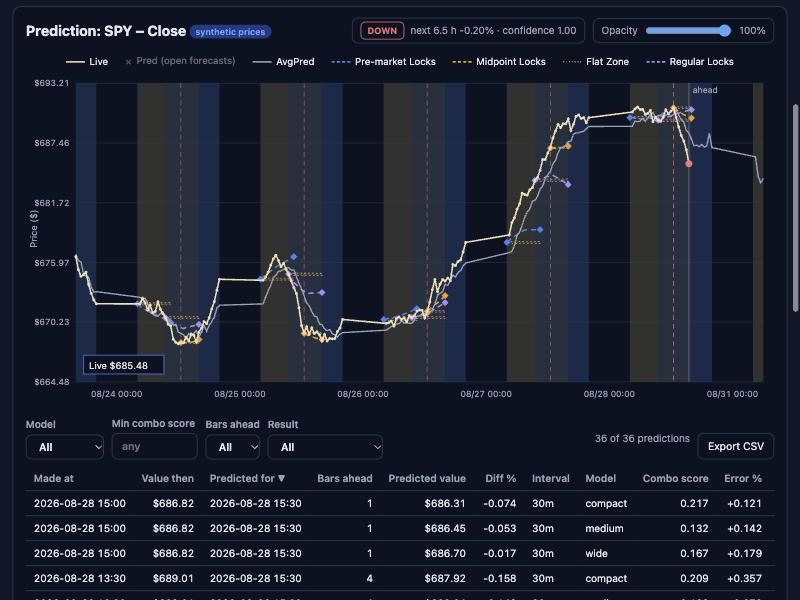 Prediction: SPY – Close synthetic prices
DOWN next 6.5 h -0.20% · confidence 1.00
Opacity 100%
Live × Pred (open forecasts) AvgPred Pre-market Locks Midpoint Locks Flat Zone Regular Locks
$693.21
ahead
$687.46
$681.72
$675.97
$670.23
$664.48
Price ($)
Live $685.48
08/24 00:00 08/25 00:00 08/26 00:00 08/27 00:00 08/28 00:00 08/31 00:00
Model Min combo score Bars ahead Result
All any All All
36 of 36 predictions Export CSV
Made at Value then Predicted for ▼ Bars ahead Predicted value Diff % Interval Model Combo score Error %
2026-08-28 15:00 $686.82 2026-08-28 15:30 1 $686.31 -0.074 30m compact 0.217 +0.121
2026-08-28 15:00 $686.82 2026-08-28 15:30 1 $686.45 -0.053 30m medium 0.132 +0.142
2026-08-28 15:00 $686.82 2026-08-28 15:30 1 $686.70 -0.017 30m wide 0.167 +0.179
2026-08-28 13:30 $689.01 2026-08-28 15:30 4 $687.92 -0.158 30m compact 0.209 +0.357